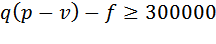 q(p − v) − f ≥ 300000